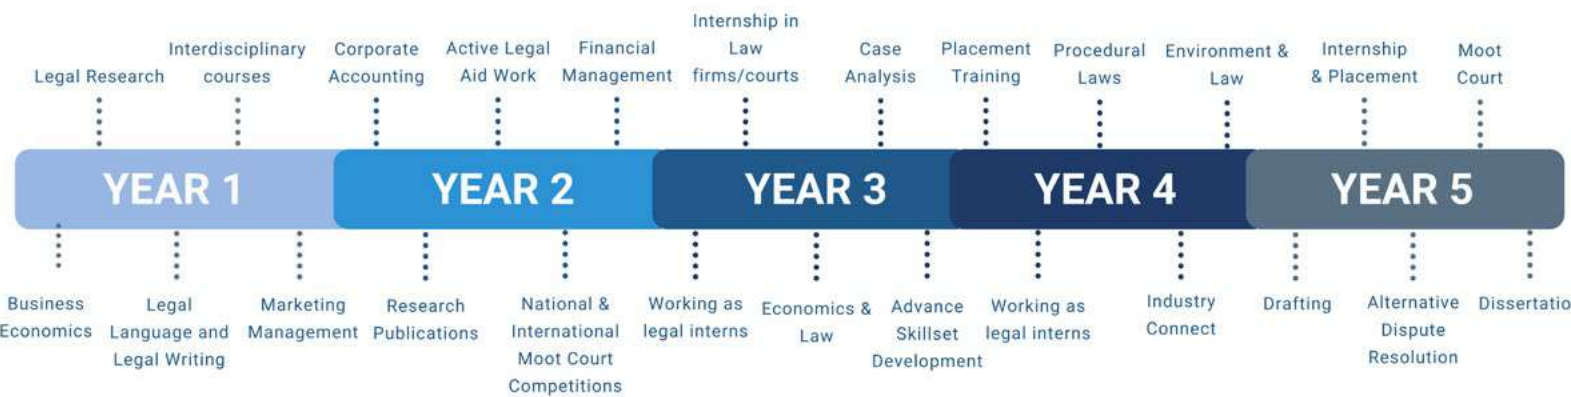 Legal Research
Interdisciplinary
courses
Corporate
Accounting
Active Legal
Aid Work
Financial
Management
Internship in
Law
firms/courts
Case
Analysis
Placement
Training
Procedural
Laws
Environment &
Law
Internship
& Placement
Moot
Court
YEAR 1
YEAR 2
YEAR 3
YEAR 4
YEAR 5
Business
Economics
Legal
Language and
Legal Writing
Marketing
Management
Research
Publications
National &
International
Moot Court
Competitions
Working as
legal interns
Economics &
Law
Advance
Skillset
Development
Working as
legal interns
Industry
Connect
Drafting
Alternative
Dispute
Resolution
Dissertatio